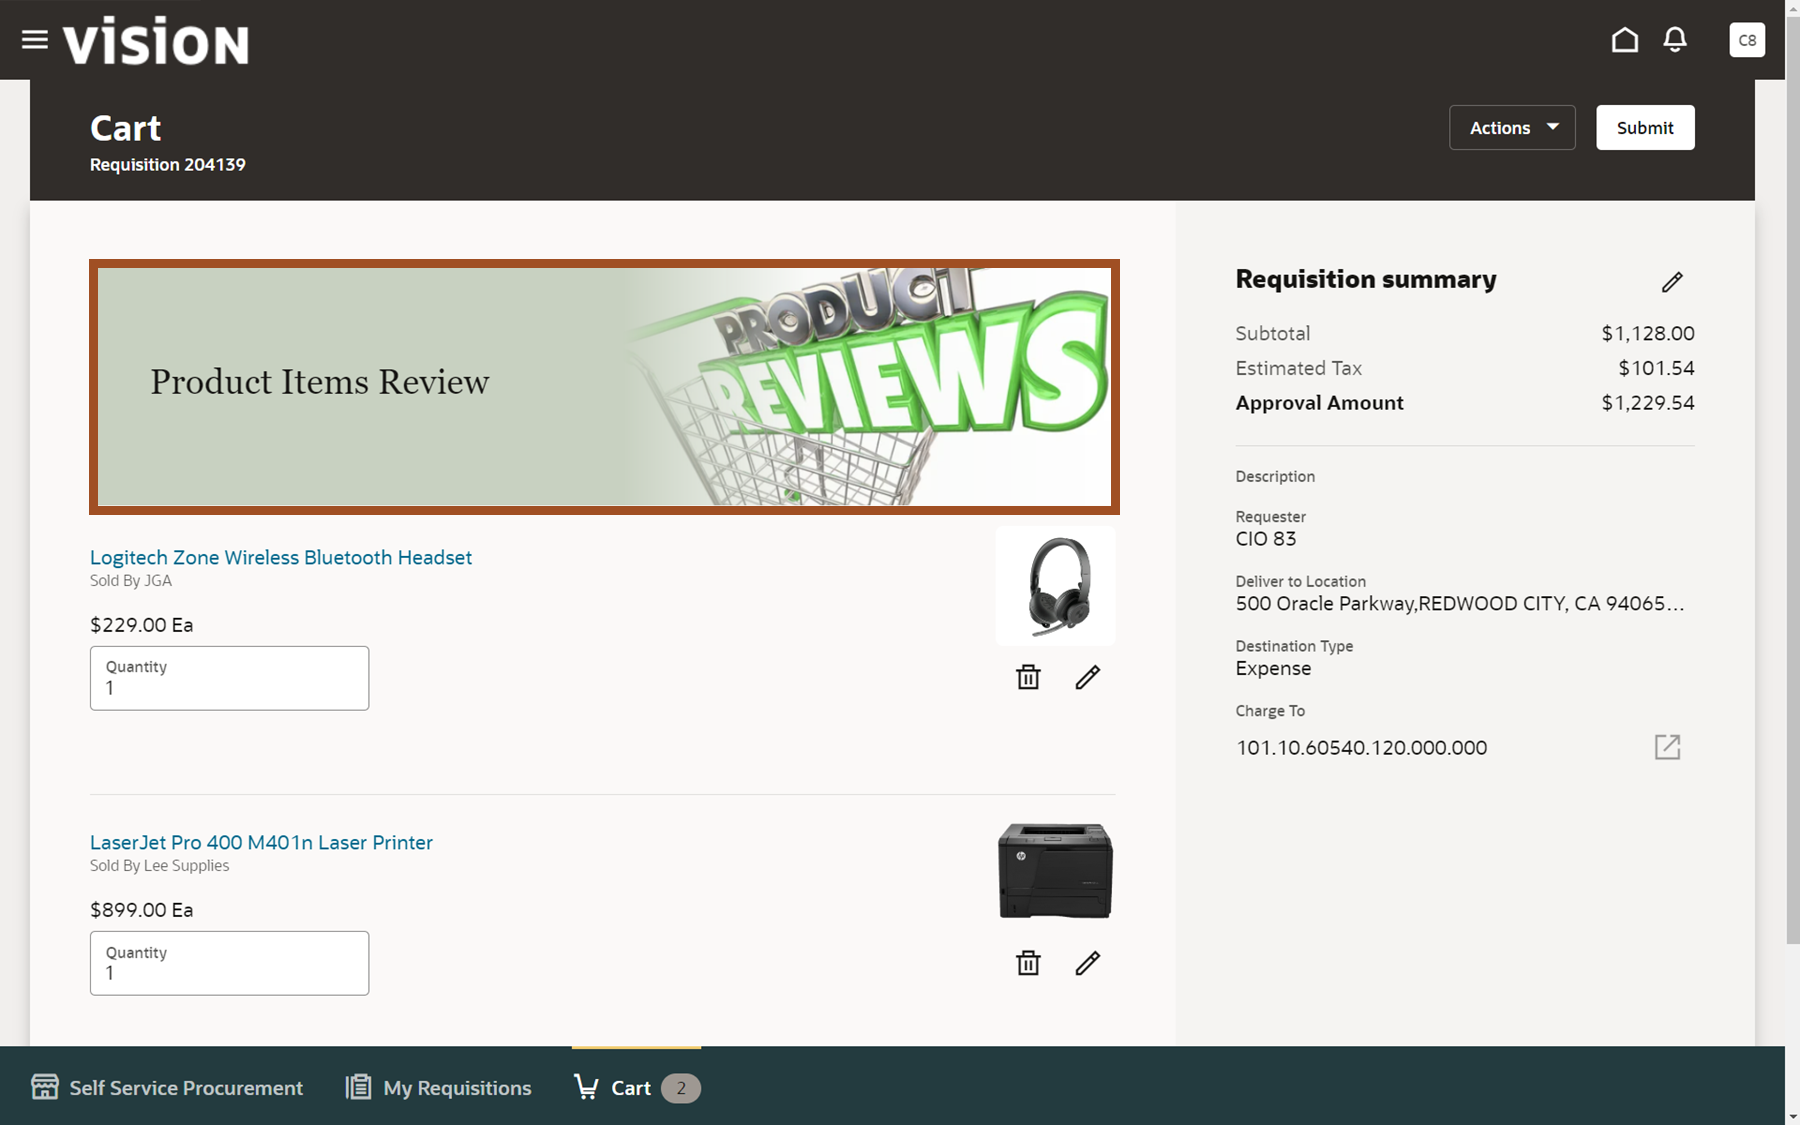 vision
C8
Cart
Requisition 204139
Actions
Submit
Product Items Review
PRODUCT
REVIEWS
Logitech Zone Wireless Bluetooth Headset
Sold By JGA
$229.00 Ea
Quantity
1
LaserJet Pro 400 M401n Laser Printer
Sold By Lee Supplies
$899.00 Ea
Quantity
1
hp
Requisition summary
Subtotal $1,128.00
Estimated Tax $101.54
Approval Amount $1,229.54
Description
Requester
CIO 83
Deliver to Location
500 Oracle Parkway,REDWOOD CITY, CA 94065...
Destination Type
Expense
Charge To
101.10.60540.120.000.000
Self Service Procurement
My Requisitions
Cart 2